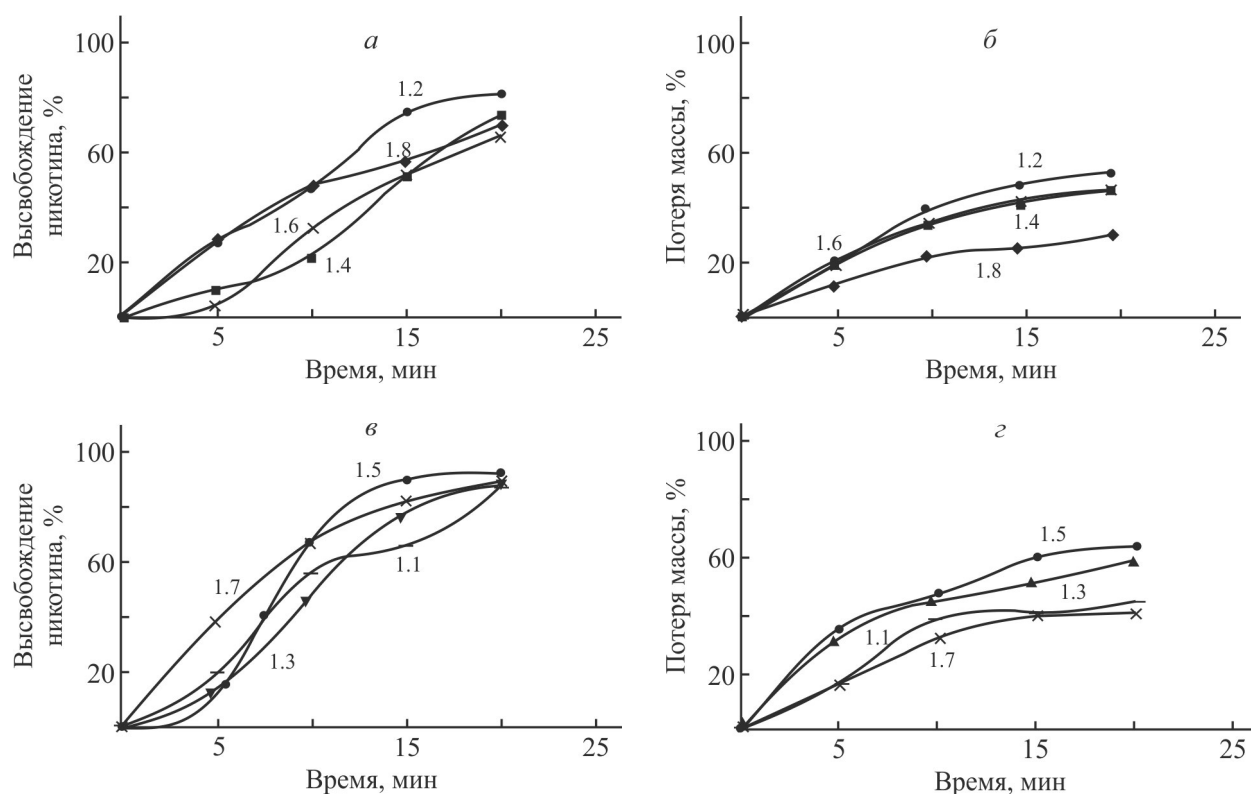 а
Высвобождение
никотина, %
100
60
20
1.2
1.8
1.6
1.4
5
15
25
Время, мин
б
Потеря массы, %
100
60
20
1.2
1.6
1.4
1.8
5
15
25
Время, мин
в
Высвобождение
никотина, %
100
60
20
1.5
1.7
1.1
1.3
5
15
25
Время, мин
г
Потеря массы, %
100
60
20
1.5
1.3
1.1
1.7
5
15
25
Время, мин